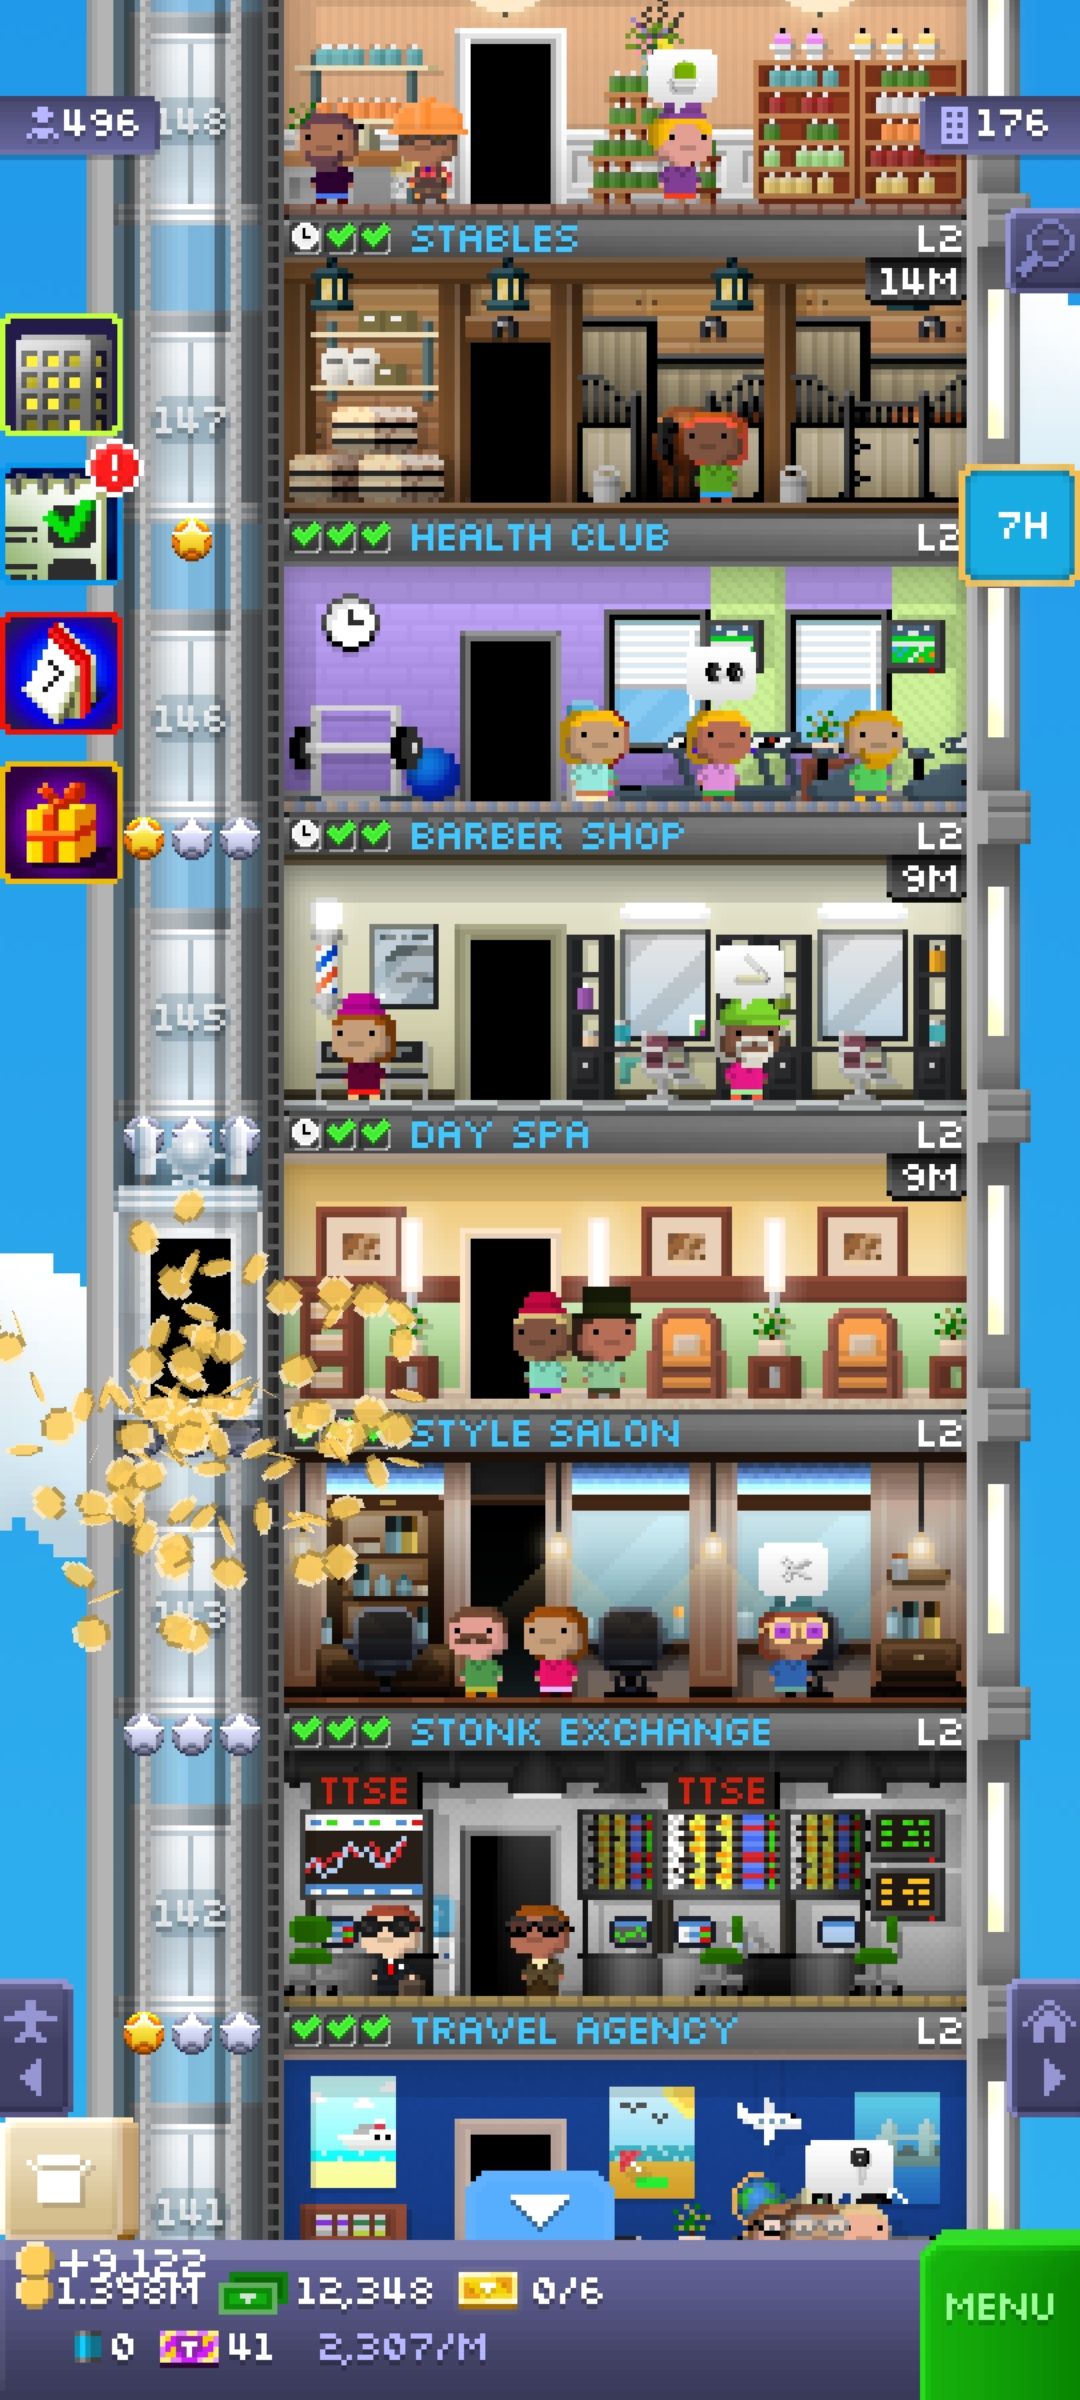 496
148
176
STABLES L2
14M
147
HEALTH CLUB L2
7H
146
BARBER SHOP L2
9M
145
DAY SPA L2
9M
STYLE SALON L2
143
STONK EXCHANGE L2
TTSE TTSE
142
TRAVEL AGENCY L2
141
+9,122
1.398M 12,348 0/6
0 41 2,307/M
MENU